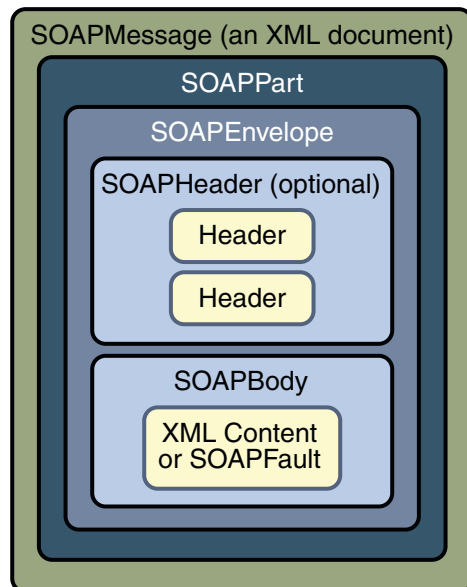 SOAPMessage (an XML document)
SOAPPart
SOAPEnvelope
SOAPHeader (optional)
Header
Header
SOAPBody
XML Content
or SOAPFault